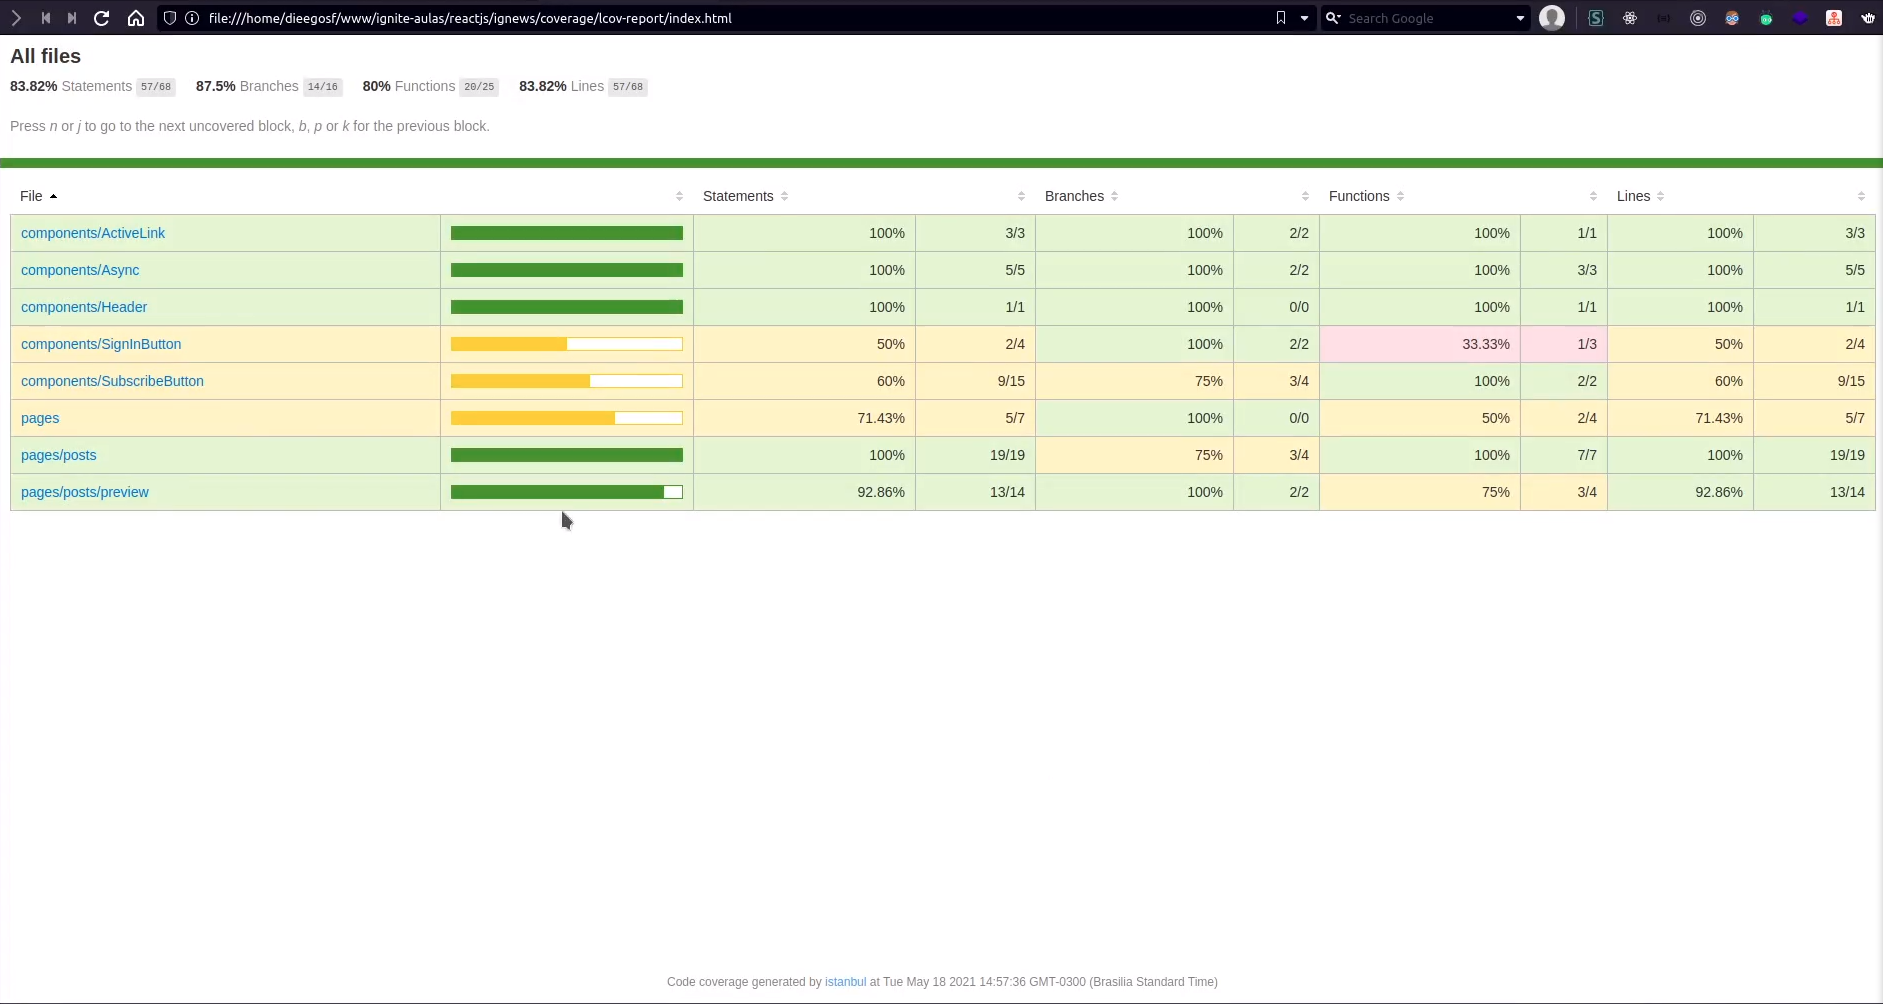 file:///home/dieegosf/www/ignite-aulas/reactjs/ignews/coverage/lcov-report/index.html Search Google
All files
83.82% Statements 57/68 87.5% Branches 14/16 80% Functions 20/25 83.82% Lines 57/68
Press n or j to go to the next uncovered block, b, p or k for the previous block.
File Statements Branches Functions Lines
components/ActiveLink 100% 3/3 100% 2/2 100% 1/1 100% 3/3
components/Async 100% 5/5 100% 2/2 100% 3/3 100% 5/5
components/Header 100% 1/1 100% 0/0 100% 1/1 100% 1/1
components/SignInButton 50% 2/4 100% 2/2 33.33% 1/3 50% 2/4
components/SubscribeButton 60% 9/15 75% 3/4 100% 2/2 60% 9/15
pages 71.43% 5/7 100% 0/0 50% 2/4 71.43% 5/7
pages/posts 100% 19/19 75% 3/4 100% 7/7 100% 19/19
pages/posts/preview 92.86% 13/14 100% 2/2 75% 3/4 92.86% 13/14
Code coverage generated by istanbul at Tue May 18 2021 14:57:36 GMT-0300 (Brasilia Standard Time)